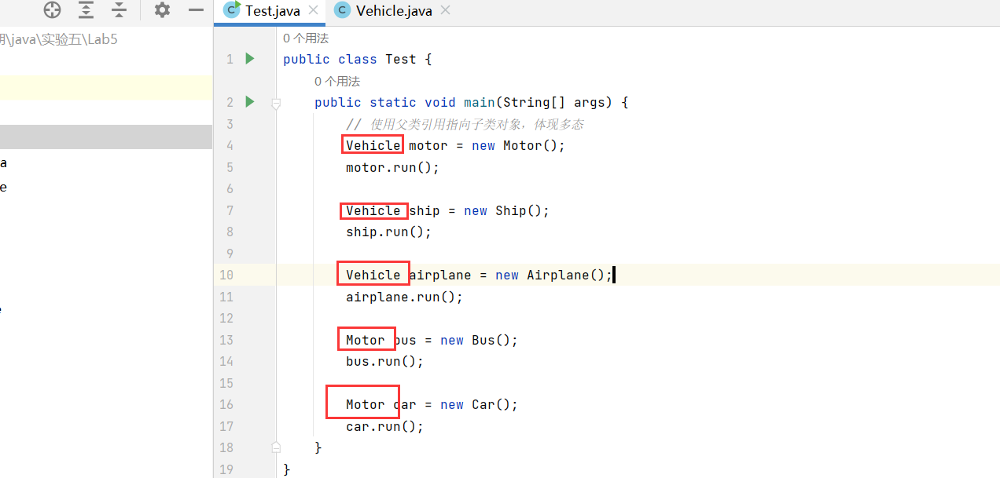 Test.java
Vehicle.java
期\java\实验五\Lab5
0 个用法
1 public class Test {
0 个用法
2 public static void main(String[] args) {
3 // 使用父类引用指向子类对象，体现多态
4 Vehicle motor = new Motor();
5 motor.run();
6
7 Vehicle ship = new Ship();
8 ship.run();
9
10 Vehicle airplane = new Airplane();
11 airplane.run();
12
13 Motor bus = new Bus();
14 bus.run();
15
16 Motor car = new Car();
17 car.run();
18 }
19 }
a
e